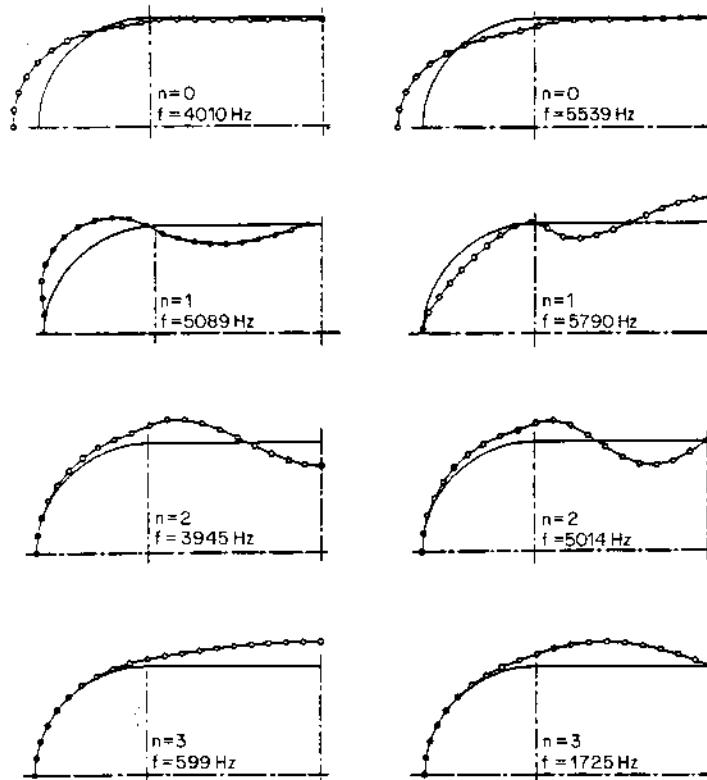 n=0
f=4010 Hz
n=0
f=5539 Hz
n=1
f=5089 Hz
n=1
f=5790 Hz
n=2
f=3945 Hz
n=2
f=5014 Hz
n=3
f=599 Hz
n=3
f=1725 Hz